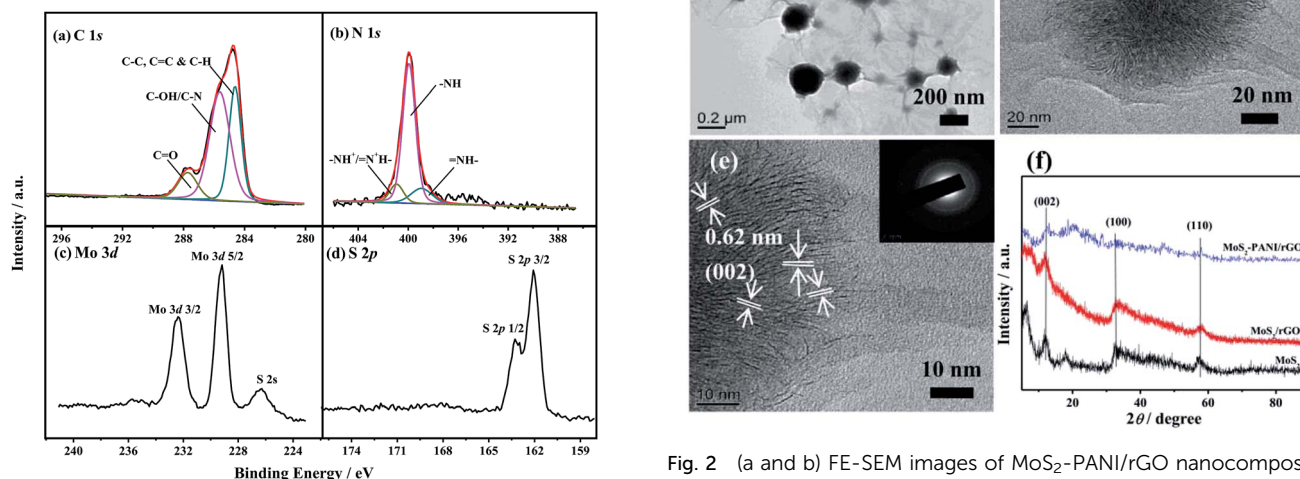 (a) C 1s
C-C, C=C & C-H
C-OH/C-N
C=O
(b) N 1s
-NH
-NH⁺/=N⁺H-
=NH-
296 292 288 284 280
404 400 396 392 388
(c) Mo 3d
Mo 3d 5/2
Mo 3d 3/2
S 2s
(d) S 2p
S 2p 3/2
S 2p 1/2
240 236 232 228 224
174 171 168 165 162 159
Intensity / a.u.
Binding Energy / eV
0.2 µm
200 nm
20 nm
20 nm
(e)
0.62 nm
(002)
10 nm
10 nm
(f)
(002)
(100)
(110)
MoS₂-PANI/rGO
MoS₂/rGO
MoS
Intensity / a.u.
20 40 60 80
2θ / degree
Fig. 2 (a and b) FE-SEM images of MoS₂-PANI/rGO nanocompos